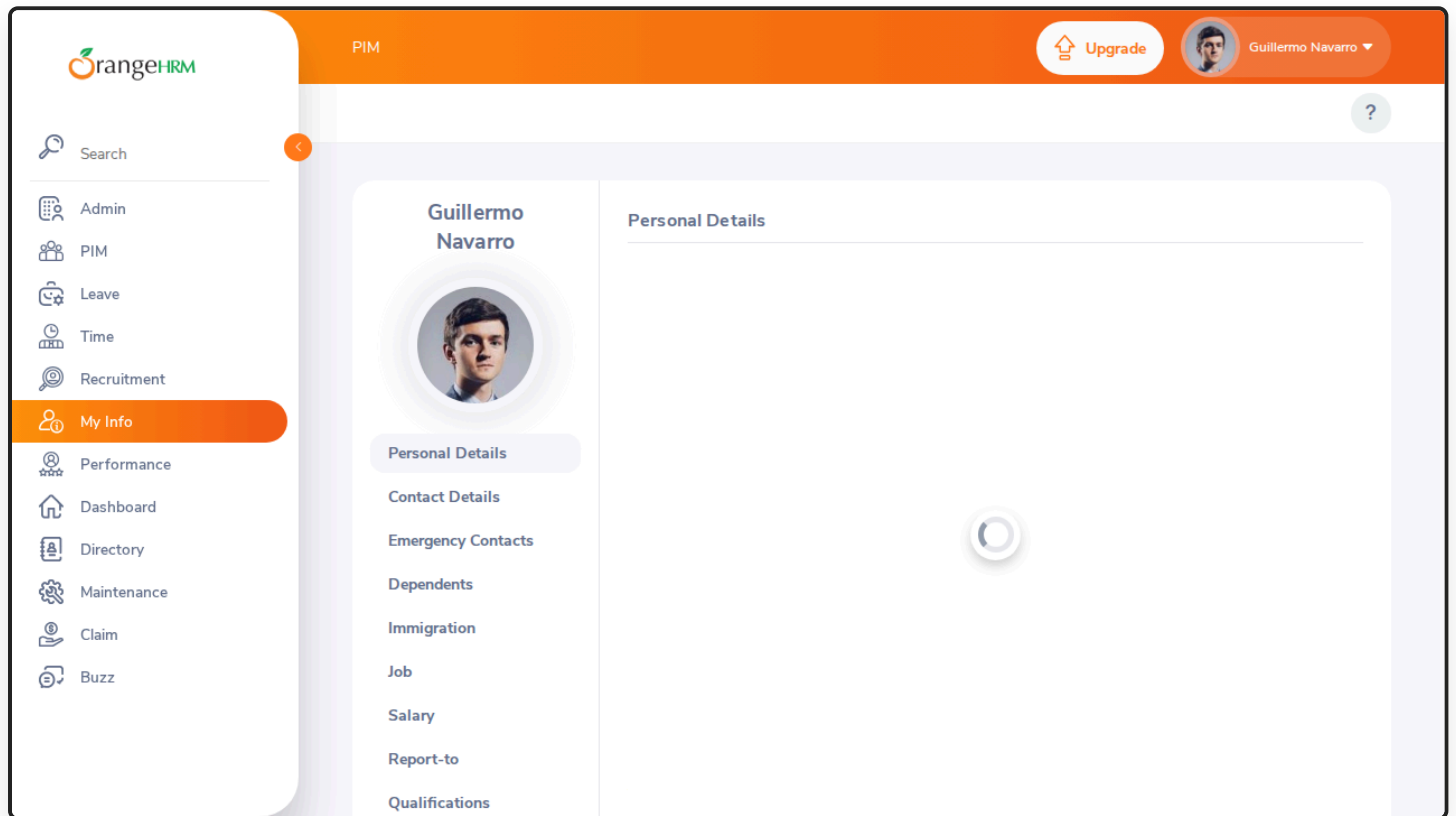 OrangeHRM
PIM
Upgrade
Guillermo Navarro
?
Search
Admin
PIM
Leave
Time
Recruitment
My Info
Performance
Dashboard
Directory
Maintenance
Claim
Buzz
Guillermo
Navarro
Personal Details
Contact Details
Emergency Contacts
Dependents
Immigration
Job
Salary
Report-to
Qualifications
Personal Details